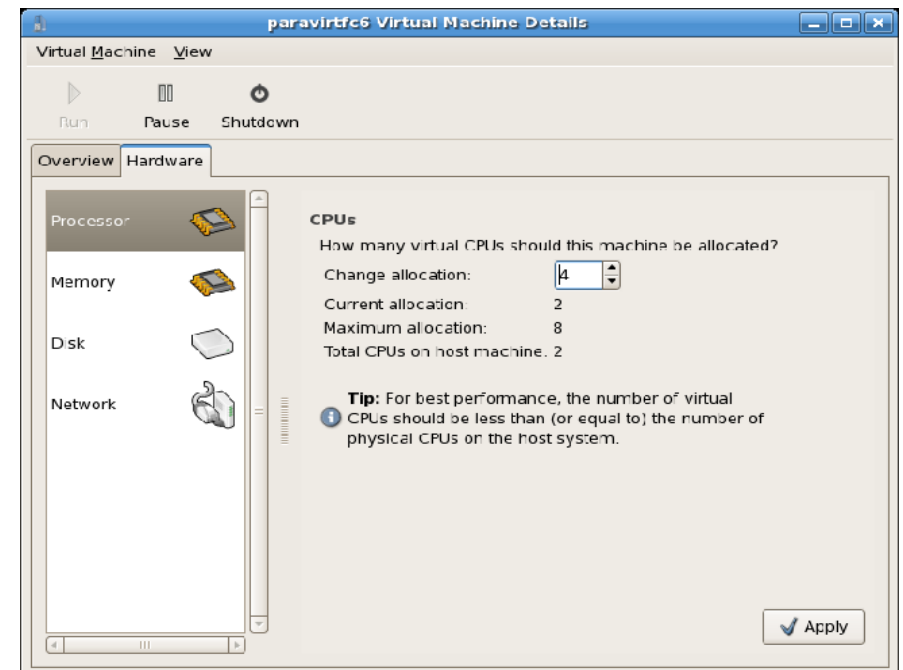 paravirtfc6 Virtual Machine Details
Virtual Machine View
Run Pause Shutdown
Overview Hardware
Processor
Memory
Disk
Network
CPUs
How many virtual CPUs should this machine be allocated?
Change allocation: 4
Current allocation: 2
Maximum allocation: 8
Total CPUs on host machine: 2
Tip: For best performance, the number of virtual
CPUs should be less than (or equal to) the number of
physical CPUs on the host system.
Apply